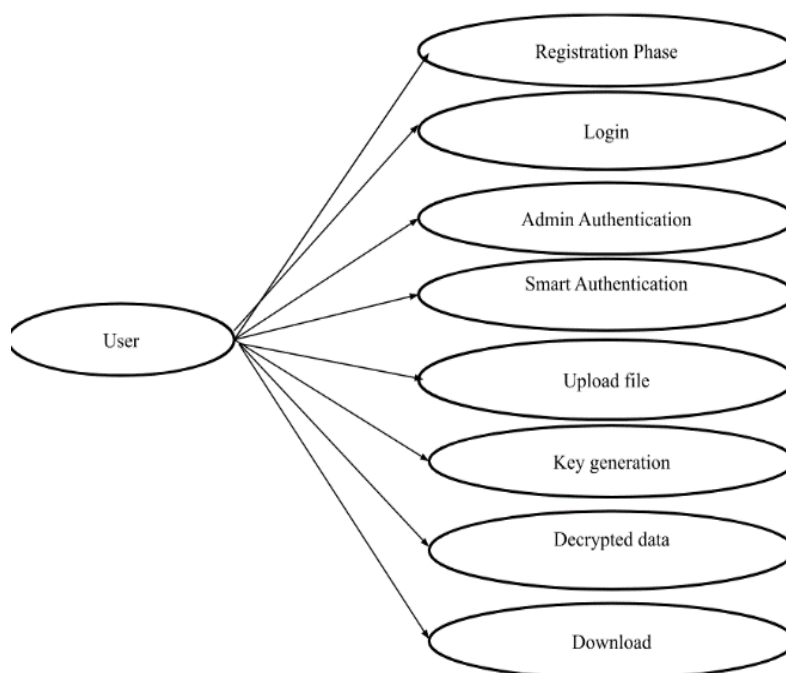 Registration Phase
Login
Admin Authentication
Smart Authentication
User
Upload file
Key generation
Decrypted data
Download